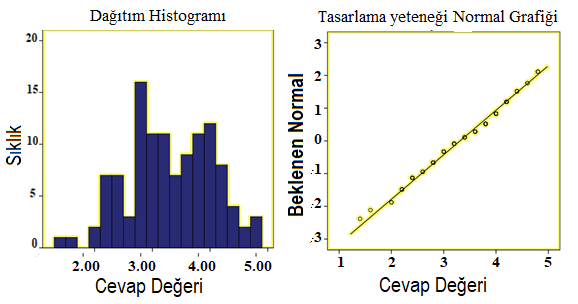 Dağıtım Histogramı
20
15
10
5
0
Sıklık
2.00 3.00 4.00 5.00
Cevap Değeri
Tasarlama yeteneği Normal Grafiği
3
2
1
0
-1
-2
-3
Beklenen Normal
1 2 3 4 5
Cevap Değeri